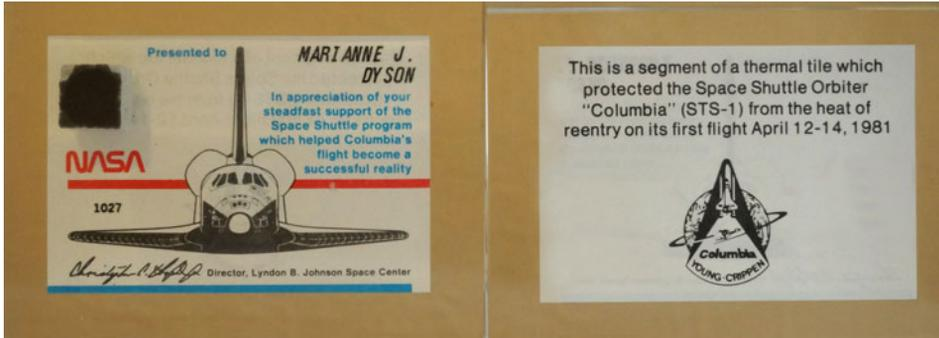 Presented to
MARIANNE J.
DYSON
In appreciation of your
steadfast support of the
Space Shuttle program
which helped Columbia's
flight become a
successful reality
NASA
1027
Director, Lyndon B. Johnson Space Center
This is a segment of a thermal tile which
protected the Space Shuttle Orbiter
"Columbia" (STS-1) from the heat of
reentry on its first flight April 12-14, 1981
Columbia
YOUNG-CRIPPEN